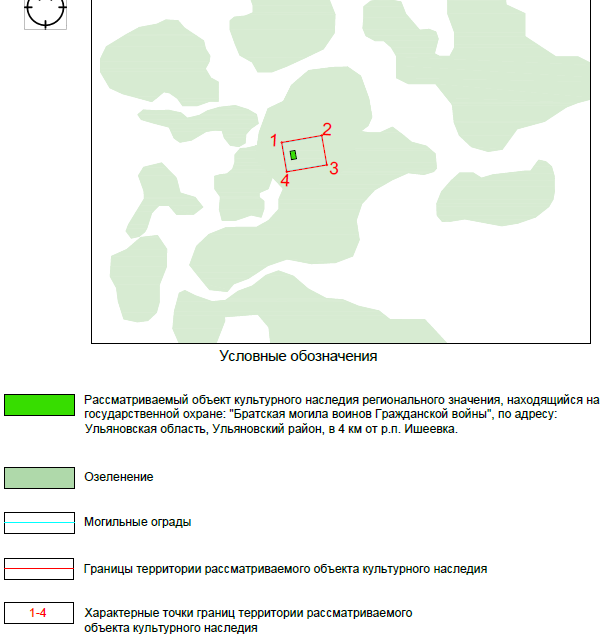 1
2
3
4
Условные обозначения
Рассматриваемый объект культурного наследия регионального значения, находящийся на
государственной охране: "Братская могила воинов Гражданской войны", по адресу:
Ульяновская область, Ульяновский район, в 4 км от р.п. Ишеевка.
Озеленение
Могильные ограды
Границы территории рассматриваемого объекта культурного наследия
1-4
Характерные точки границ территории рассматриваемого
объекта культурного наследия